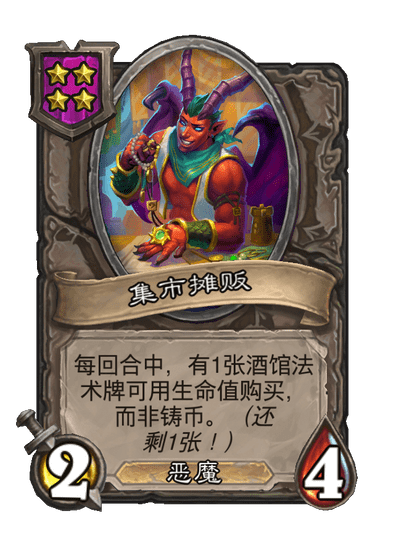 集市摊贩
每回合中，有1张酒馆法
术牌可用生命值购买，
而非铸币。（还
剩1张！）
2
恶魔
4